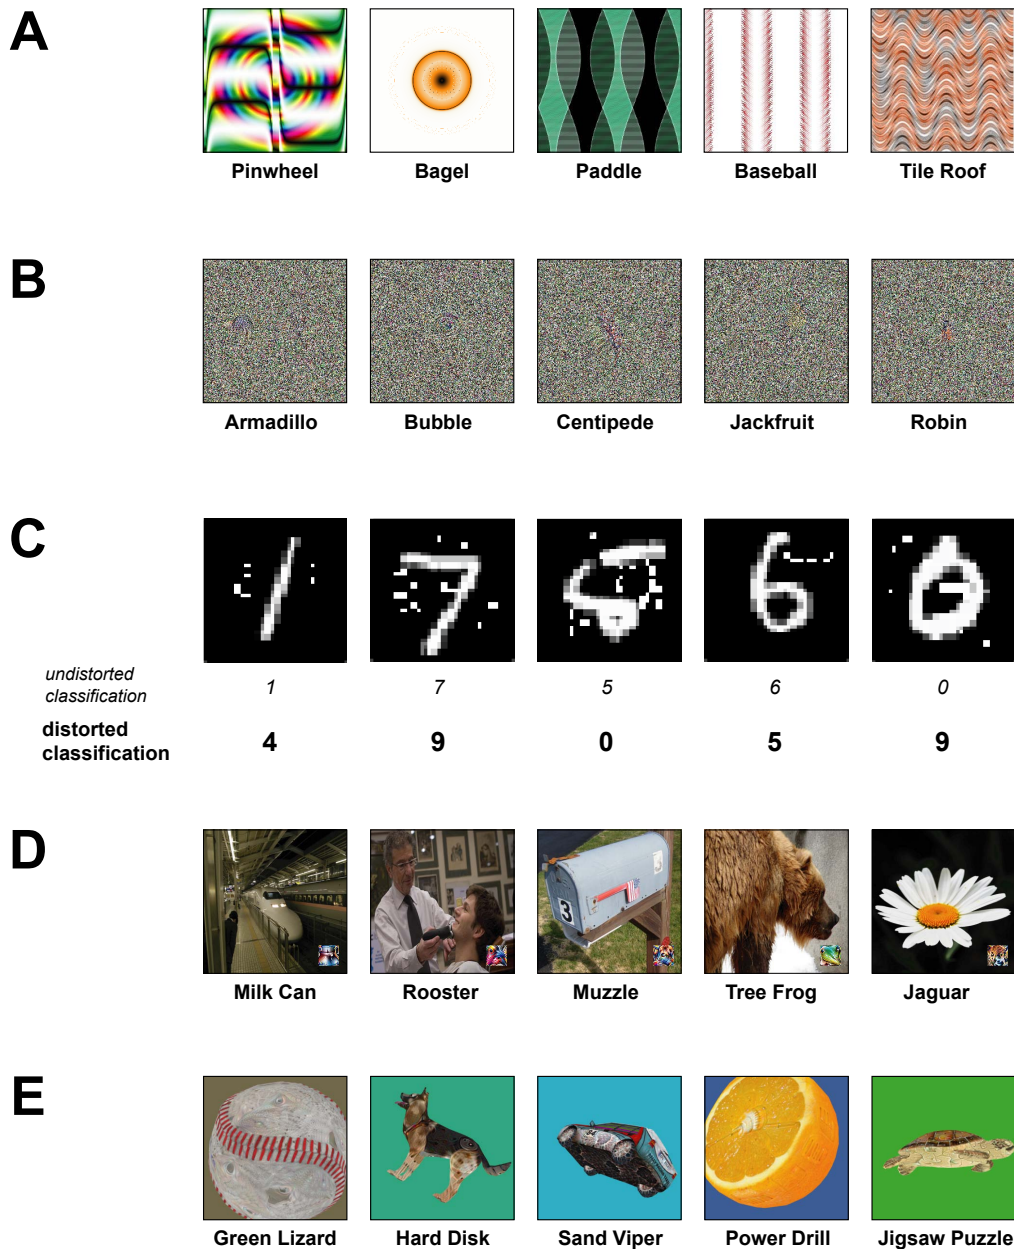 A
Pinwheel Bagel Paddle Baseball Tile Roof
B
Armadillo Bubble Centipede Jackfruit Robin
C
undistorted
classification
1 7 5 6 0
distorted
classification
4 9 0 5 9
D
3
Milk Can Rooster Muzzle Tree Frog Jaguar
E
Green Lizard Hard Disk Sand Viper Power Drill Jigsaw Puzzle